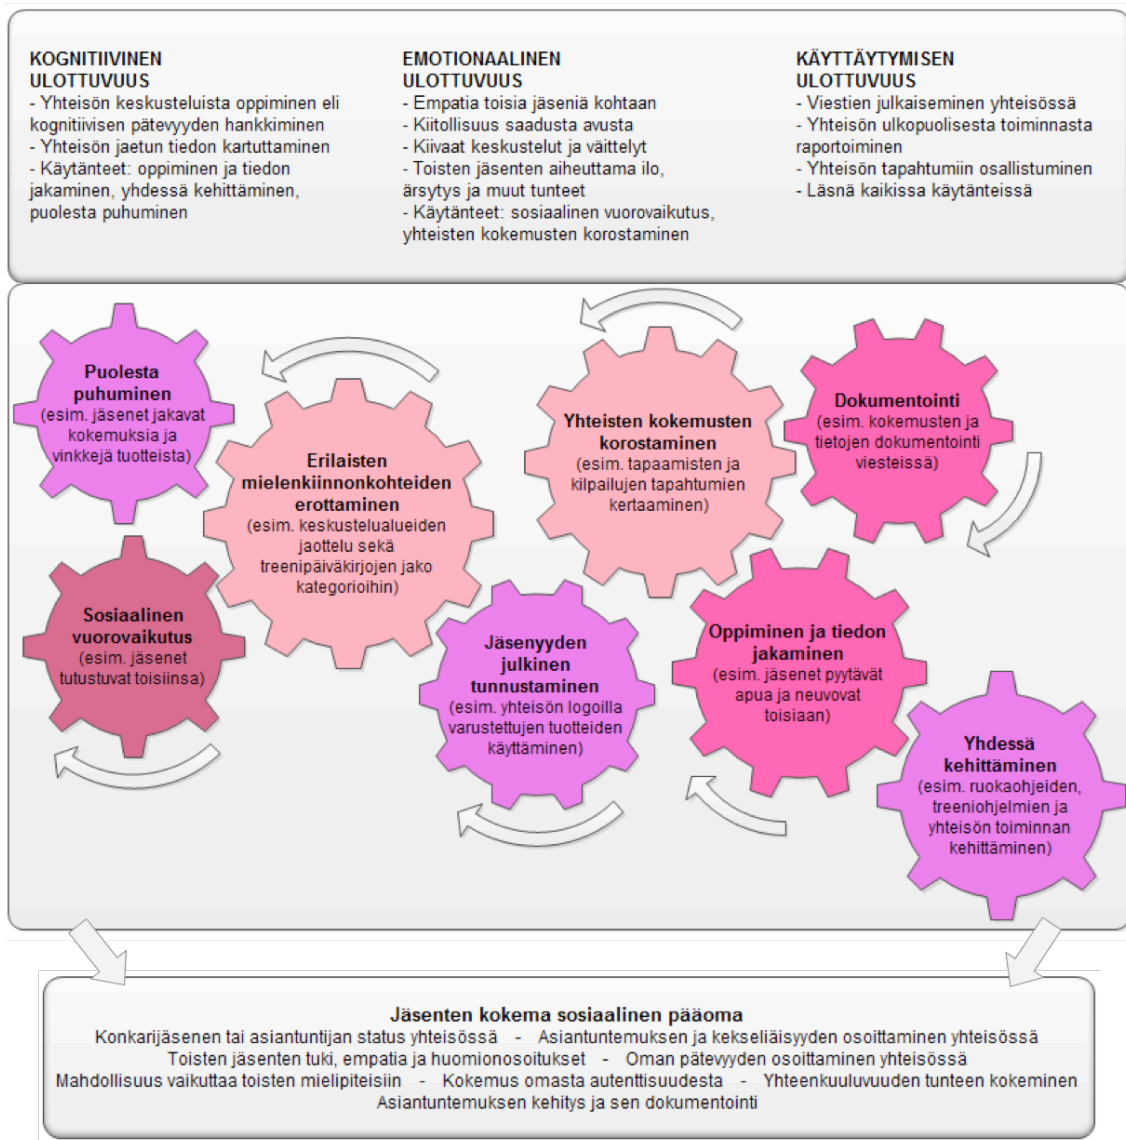 KOGNITIIVINEN
ULOTTUVUUS
- Yhteisön keskusteluista oppiminen eli
kognitiivisen pätevyyden hankkiminen
- Yhteisön jaetun tiedon kartuttaminen
- Käytänteet: oppiminen ja tiedon
jakaminen, yhdessä kehittäminen,
puolesta puhuminen
EMOTIONAALINEN
ULOTTUVUUS
- Empatia toisia jäseniä kohtaan
- Kiitollisuus saadusta avusta
- Kiivaat keskustelut ja väittelyt
- Toisten jäsenten aiheuttama ilo,
ärsytys ja muut tunteet
- Käytänteet: sosiaalinen vuorovaikutus,
yhteisten kokemusten korostaminen
KÄYTTÄYTYMISEN
ULOTTUVUUS
- Viestien julkaiseminen yhteisössä
- Yhteisön ulkopuolisesta toiminnasta
raportoiminen
- Yhteisön tapahtumiin osallistuminen
- Läsnä kaikissa käytänteissä
Puolesta
puhuminen
(esim. jäsenet jakavat
kokemuksia ja
vinkkejä tuotteista)
Erilaisten
mielenkiinnonkohteiden
erottaminen
(esim. keskustelualueiden
jaottelu sekä
treenipäiväkirjojen jako
kategorioihin)
Yhteisten kokemusten
korostaminen
(esim. tapaamisten ja
kilpailujen tapahtumien
kertaaminen)
Dokumentointi
(esim. kokemusten ja
tietojen dokumentointi
viesteissä)
Sosiaalinen
vuorovaikutus
(esim. jäsenet
tutustuvat toisiinsa)
Jäsenyyden
julkinen
tunnustaminen
(esim. yhteisön logoilla
varustettujen tuotteiden
käyttäminen)
Oppiminen ja tiedon
jakaminen
(esim. jäsenet pyytävät
apua ja neuvovat
toisiaan)
Yhdessä
kehittäminen
(esim. ruokaohjeiden,
treeniohjelmien ja
yhteisön toiminnan
kehittäminen)
Jäsenten kokema sosiaalinen pääoma
Konkarijäsenen tai asiantuntijan status yhteisössä - Asiantuntemuksen ja kekseliäisyyden osoittaminen yhteisössä
Toisten jäsenten tuki, empatia ja huomionosoitukset - Oman pätevyyden osoittaminen yhteisössä
Mahdollisuus vaikuttaa toisten mielipiteisiin - Kokemus omasta autenttisuudesta - Yhteenkuuluvuuden tunteen kokeminen
Asiantuntemuksen kehitys ja sen dokumentointi